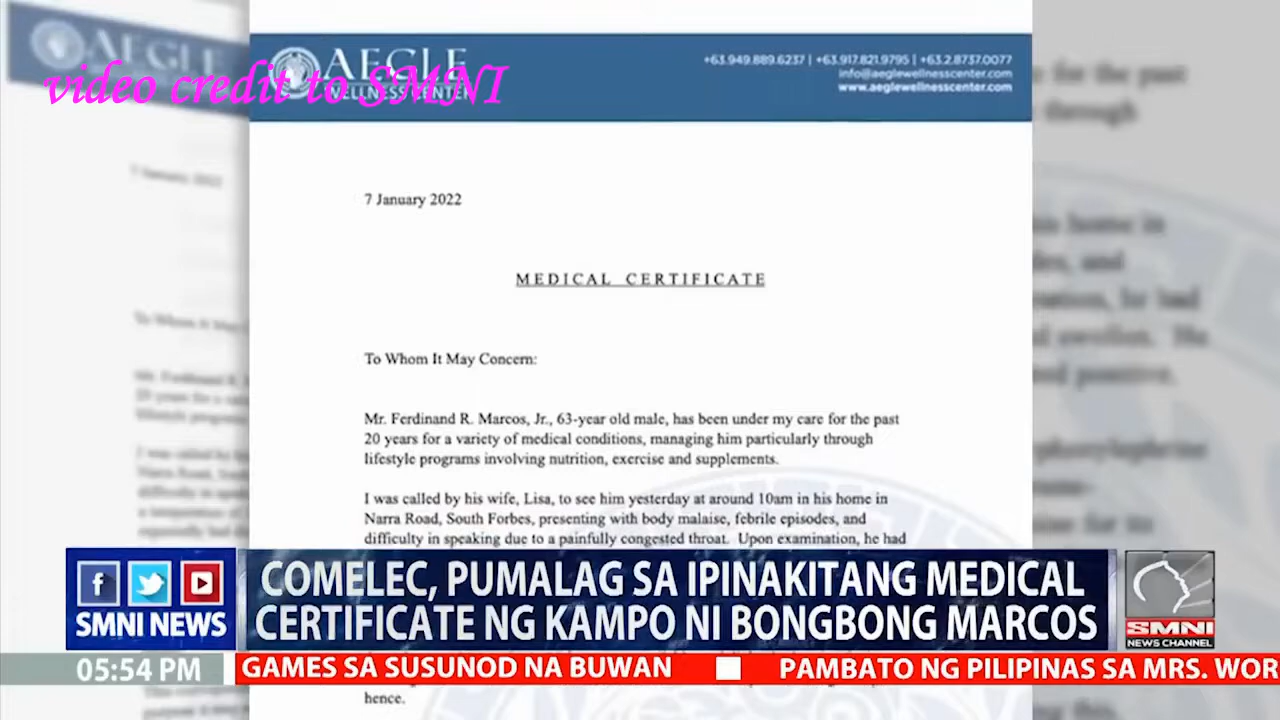 AEGLE
WELLNESS CENTER
video credit to SMNI
+63.949.889.6237 | +63.917.821.9795 | +63.2.8737.0077
info@aeglewellnesscenter.com
www.aeglewellnesscenter.com
7 January 2022
MEDICAL CERTIFICATE
To Whom It May Concern:
Mr. Ferdinand R. Marcos, Jr., 63-year old male, has been under my care for the past
20 years for a variety of medical conditions, managing him particularly through
lifestyle programs involving nutrition, exercise and supplements.
I was called by his wife, Lisa, to see him yesterday at around 10am in his home in
Narra Road, South Forbes, presenting with body malaise, febrile episodes, and
difficulty in speaking due to a painfully congested throat. Upon examination, he had
SMNI NEWS
COMELEC, PUMALAG SA IPINAKITANG MEDICAL
CERTIFICATE NG KAMPO NI BONGBONG MARCOS
SMNI
NEWS CHANNEL
05:54 PM
GAMES SA SUSUNOD NA BUWAN
PAMBATO NG PILIPINAS SA MRS. WOR
hence.